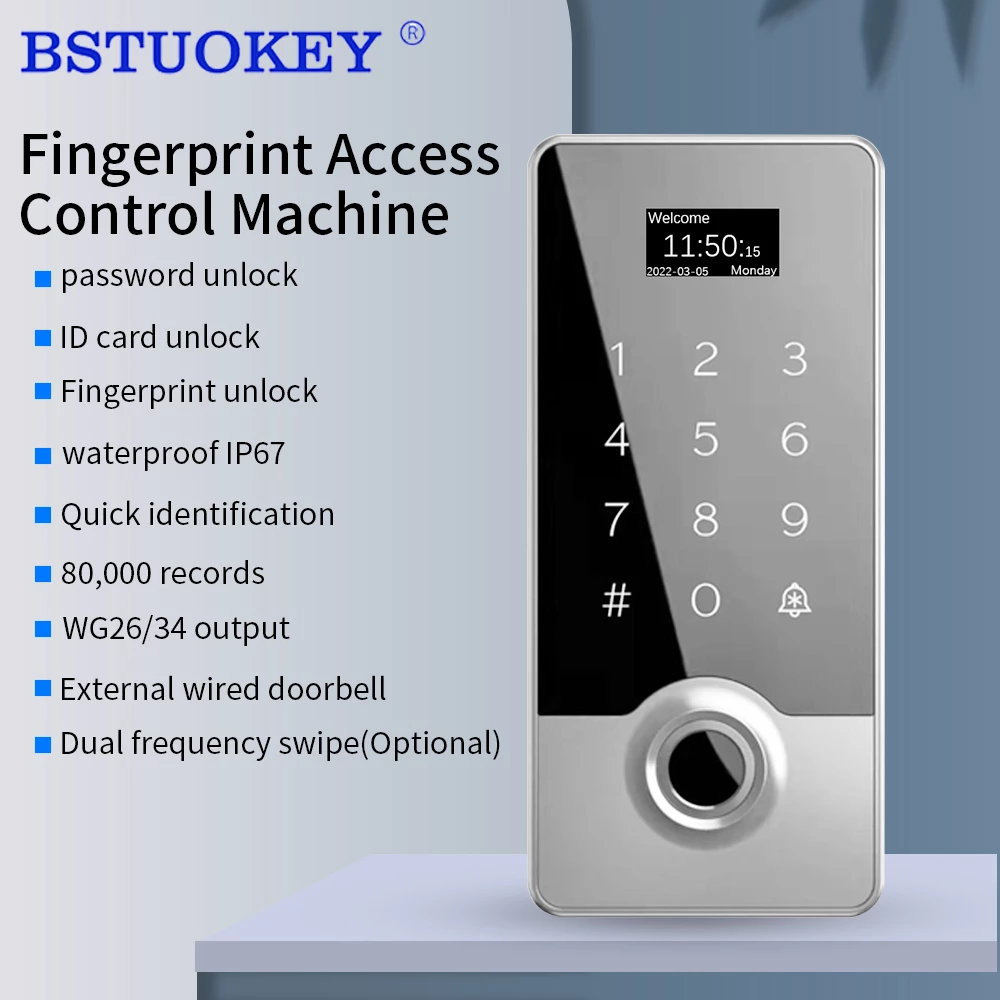 BSTUOKEY ®
Fingerprint Access
Control Machine
password unlock
ID card unlock
Fingerprint unlock
waterproof IP67
Quick identification
80,000 records
WG26/34 output
External wired doorbell
Dual frequency swipe(Optional)
Welcome
11:50:15
2022-03-05 Monday
1 2 3
4 5 6
7 8 9
# 0